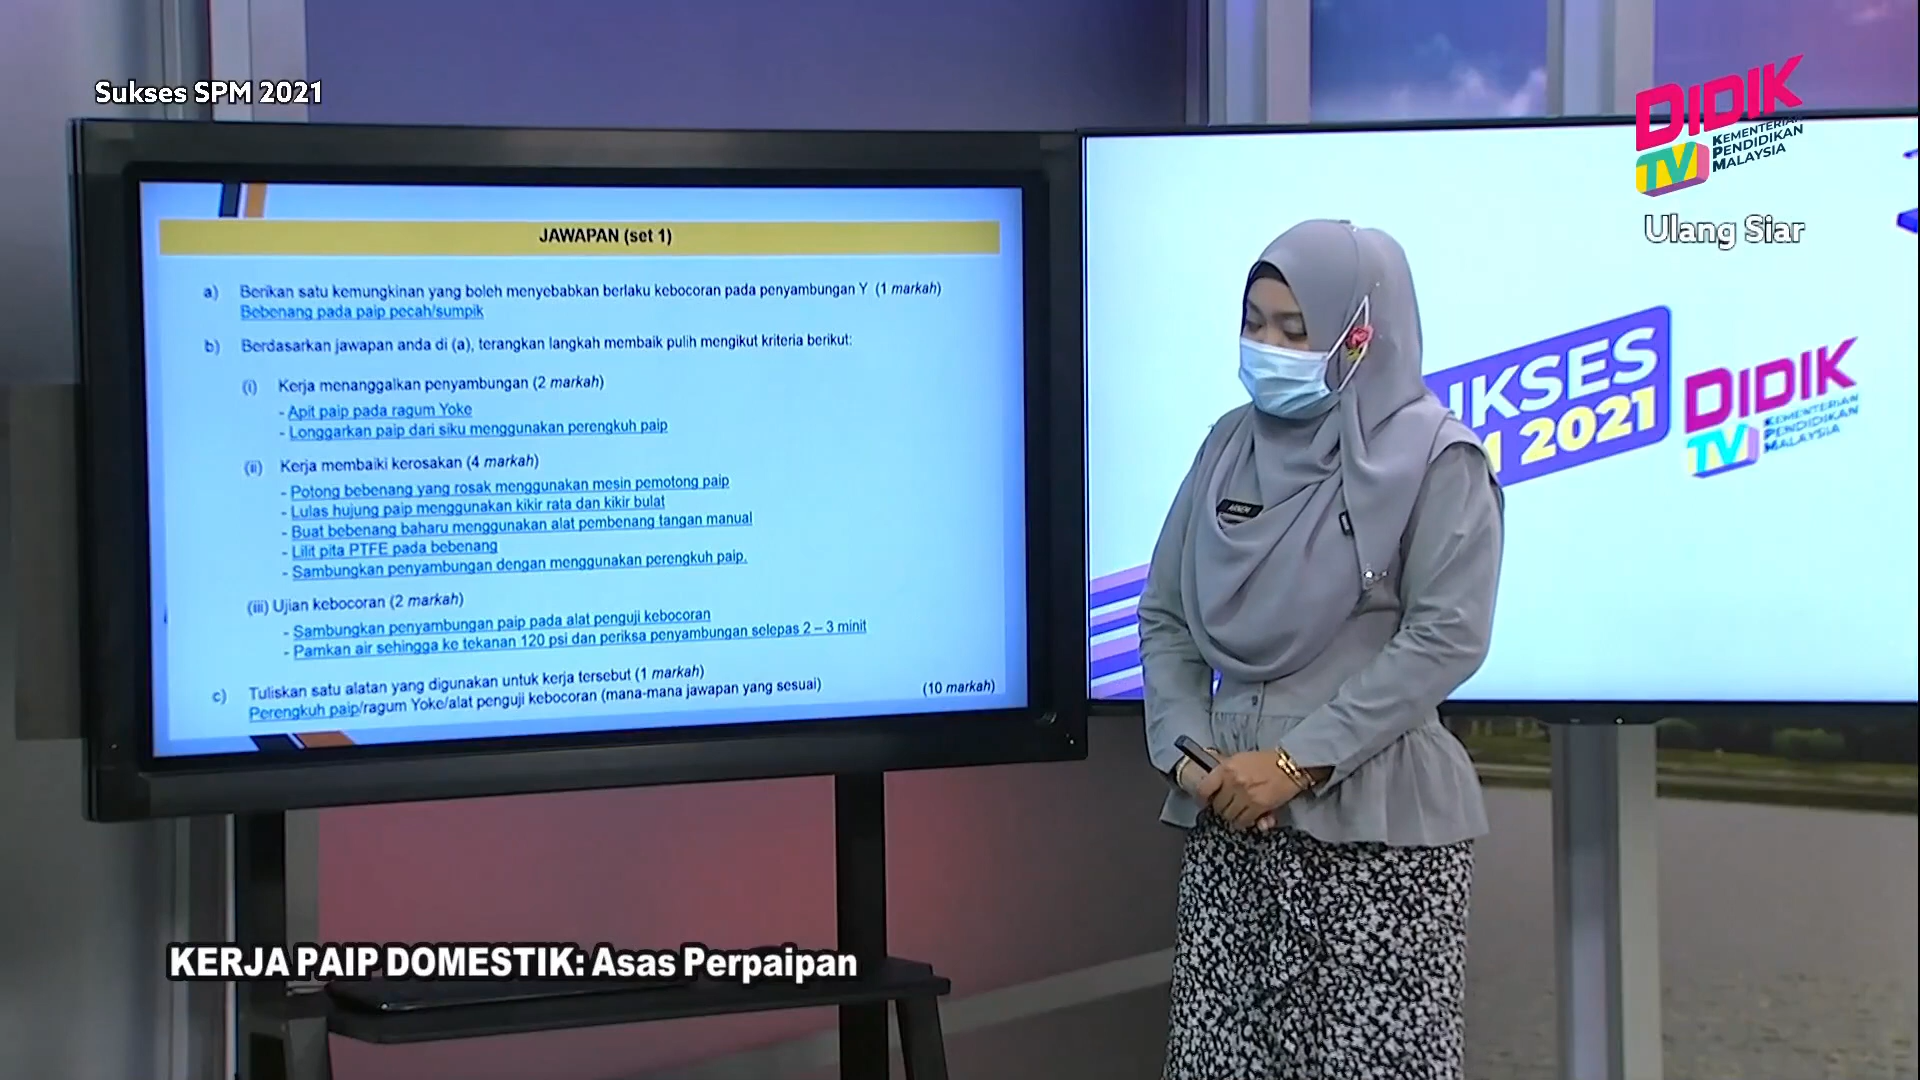 Sukses SPM 2021
DIDIK
TV
KEMENTERIAN
PENDIDIKAN
MALAYSIA
Ulang Siar
JAWAPAN (set 1)
a) Berikan satu kemungkinan yang boleh menyebabkan berlaku kebocoran pada penyambungan Y (1 markah)
Bebenang pada paip pecah/sumpik
b) Berdasarkan jawapan anda di (a), terangkan langkah membaik pulih mengikut kriteria berikut:
(i) Kerja menanggalkan penyambungan (2 markah)
- Apit paip pada ragum Yoke
- Longgarkan paip dari siku menggunakan perengkuh paip
(ii) Kerja membaiki kerosakan (4 markah)
- Potong bebenang yang rosak menggunakan mesin pemotong paip
- Lulas hujung paip menggunakan kikir rata dan kikir bulat
- Buat bebenang baharu menggunakan alat pembenang tangan manual
- Lilit pita PTFE pada bebenang
- Sambungkan penyambungan dengan menggunakan perengkuh paip.
(iii) Ujian kebocoran (2 markah)
- Sambungkan penyambungan paip pada alat penguji kebocoran
- Pamkan air sehingga ke tekanan 120 psi dan periksa penyambungan selepas 2 – 3 minit
c) Tuliskan satu alatan yang digunakan untuk kerja tersebut (1 markah)
Perengkuh paip/ragum Yoke/alat penguji kebocoran (mana-mana jawapan yang sesuai)
(10 markah)
UKSES
M 2021
DIDIK
TV
KEMENTERIAN
PENDIDIKAN
MALAYSIA
KERJA PAIP DOMESTIK: Asas Perpaipan